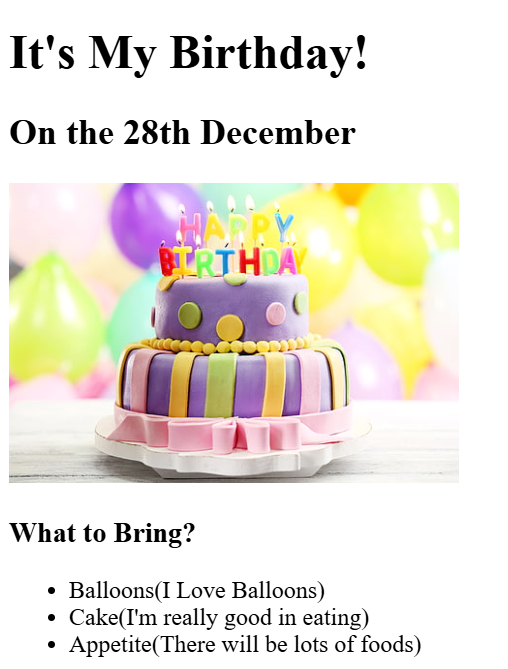 It's My Birthday!
On the 28th December
HAPPY
BIRTHDAY
What to Bring?
Balloons(I Love Balloons)
Cake(I'm really good in eating)
Appetite(There will be lots of foods)